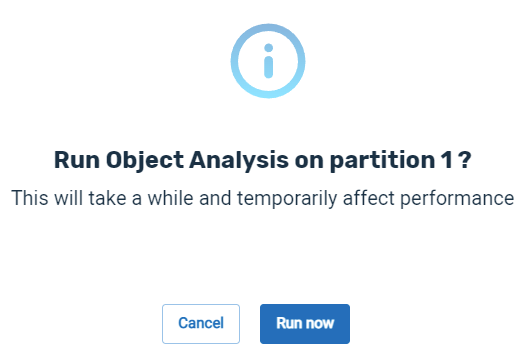 Run Object Analysis on partition 1 ?
This will take a while and temporarily affect performance
Cancel
Run now